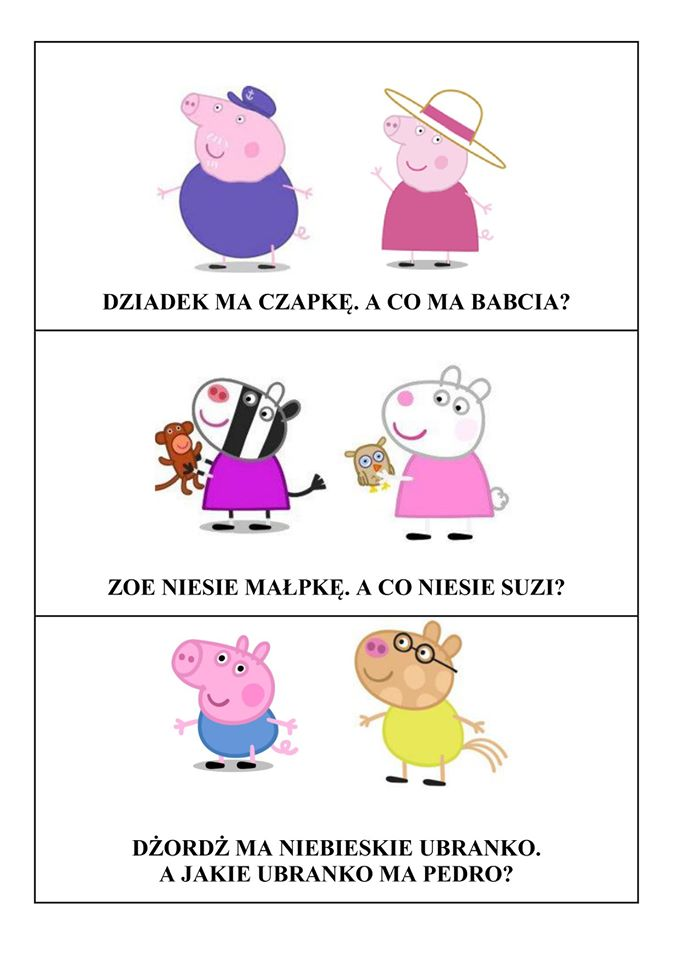 DZIADEK MA CZAPKĘ. A CO MA BABCIA?
ZOE NIESIE MAŁPKĘ. A CO NIESIE SUZI?
DŻORDŻ MA NIEBIESKIE UBRANKO.
A JAKIE UBRANKO MA PEDRO?